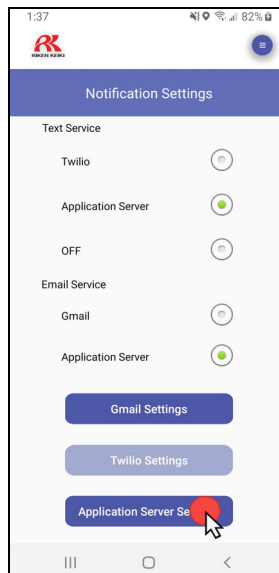 1:37
82%
RK
RIKEN KEIKI
Notification Settings
Text Service
Twilio
Application Server
OFF
Email Service
Gmail
Application Server
Gmail Settings
Twilio Settings
Application Server Se